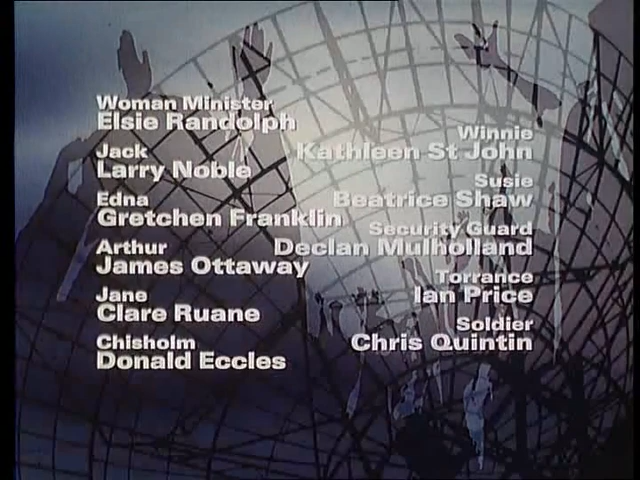 Woman Minister
Elsie Randolph
Jack
Larry Noble
Edna
Gretchen Franklin
Arthur
James Ottaway
Jane
Clare Ruane
Chisholm
Donald Eccles
Winnie
Kathleen St John
Susie
Beatrice Shaw
Security Guard
Declan Mulholland
Torrance
Ian Price
Soldier
Chris Quintin